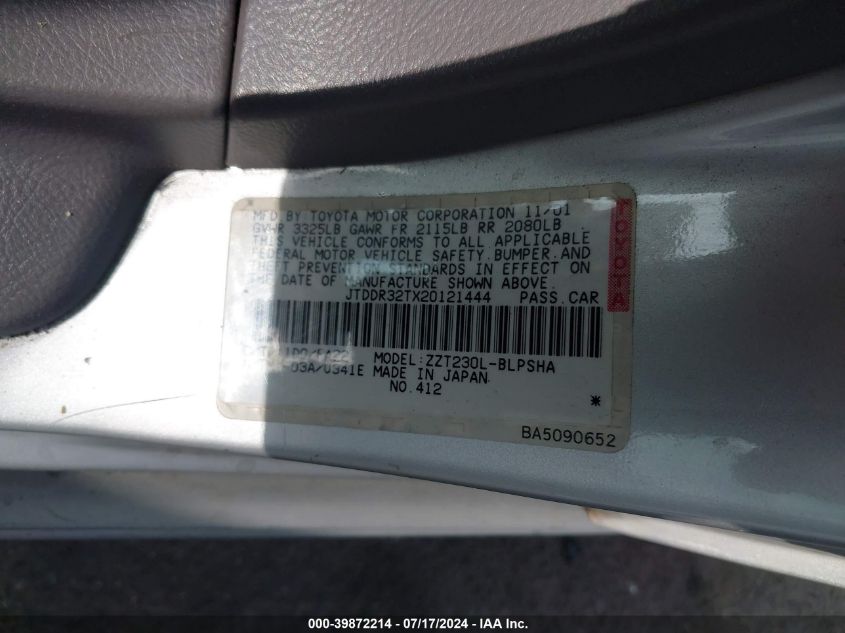 MFD BY TOYOTA MOTOR CORPORATION 11/01
GVWR 3325LB GAWR FR 2115LB RR 2080LB
THIS VEHICLE CONFORMS TO ALL APPLICABLE
FEDERAL MOTOR VEHICLE SAFETY, BUMPER, AND
THEFT PREVENTION STANDARDS IN EFFECT ON
THE DATE OF MANUFACTURE SHOWN ABOVE.
JTDDR32TX20121444 PASS. CAR
TOYOTA
/FA22 MODEL: ZZT230L-BLPSHA
03A/0341E MADE IN JAPAN
NO. 412
*
BA5090652
000-39872214 - 07/17/2024 - IAA Inc.